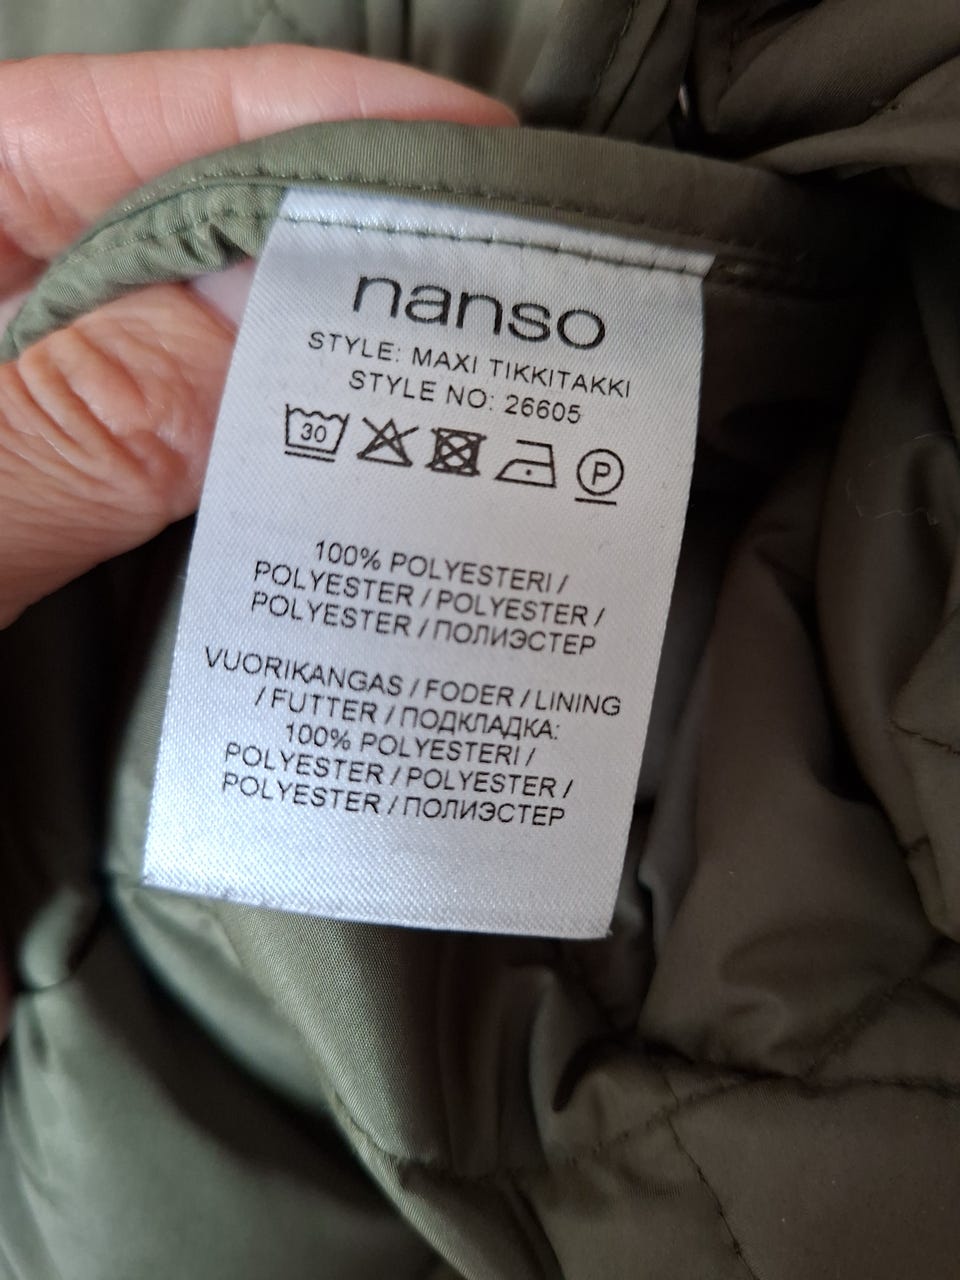 nanso
STYLE: MAXI TIKKITAKKI
STYLE NO: 26605
30 P
100% POLYESTERI /
POLYESTER / POLYESTER /
POLYESTER / ПОЛИЭСТЕР
VUORIKANGAS / FODER / LINING
/ FUTTER / ПОДКЛАДКА:
100% POLYESTERI /
POLYESTER / POLYESTER /
POLYESTER / ПОЛИЭСТЕР